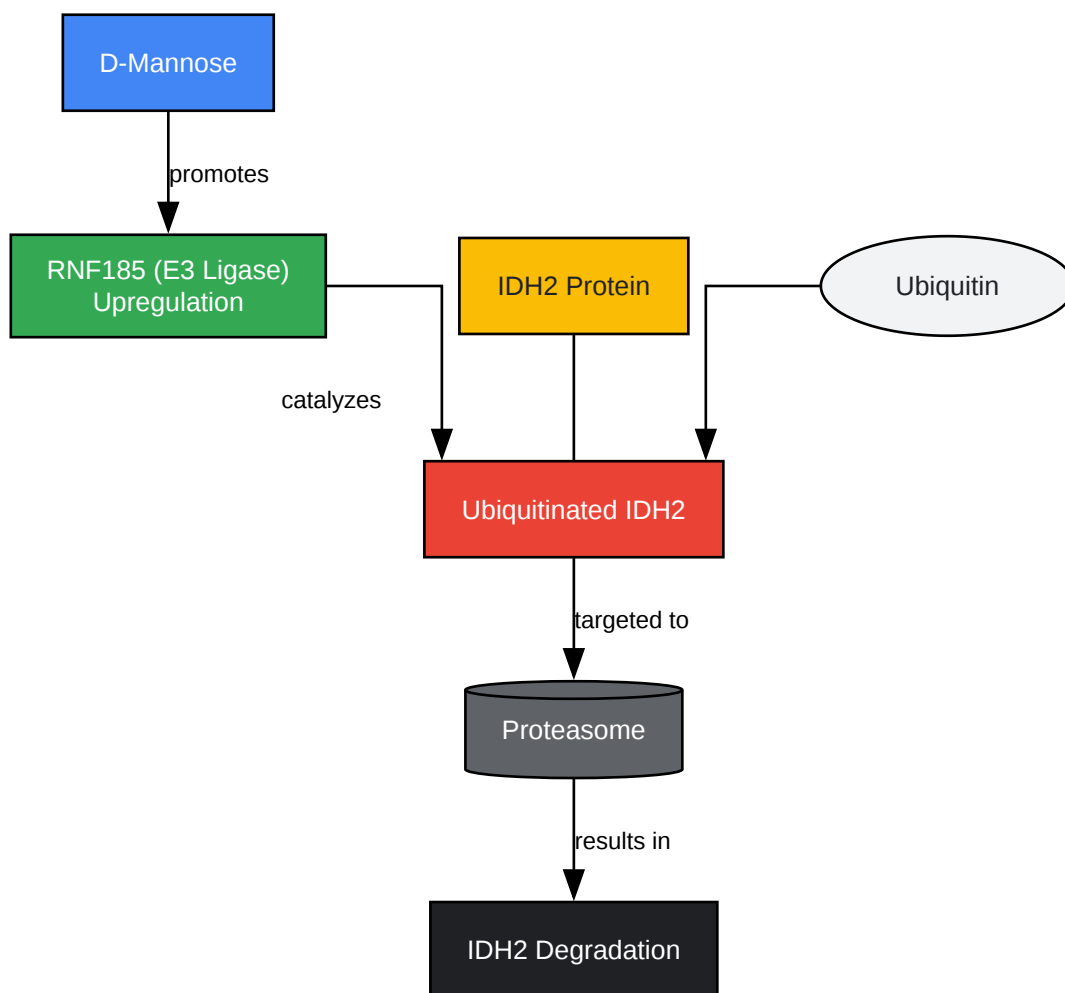 D-Mannose
promotes
RNF185 (E3 Ligase)
Upregulation
IDH2 Protein
Ubiquitin
catalyzes
Ubiquitinated IDH2
targeted to
Proteasome
results in
IDH2 Degradation